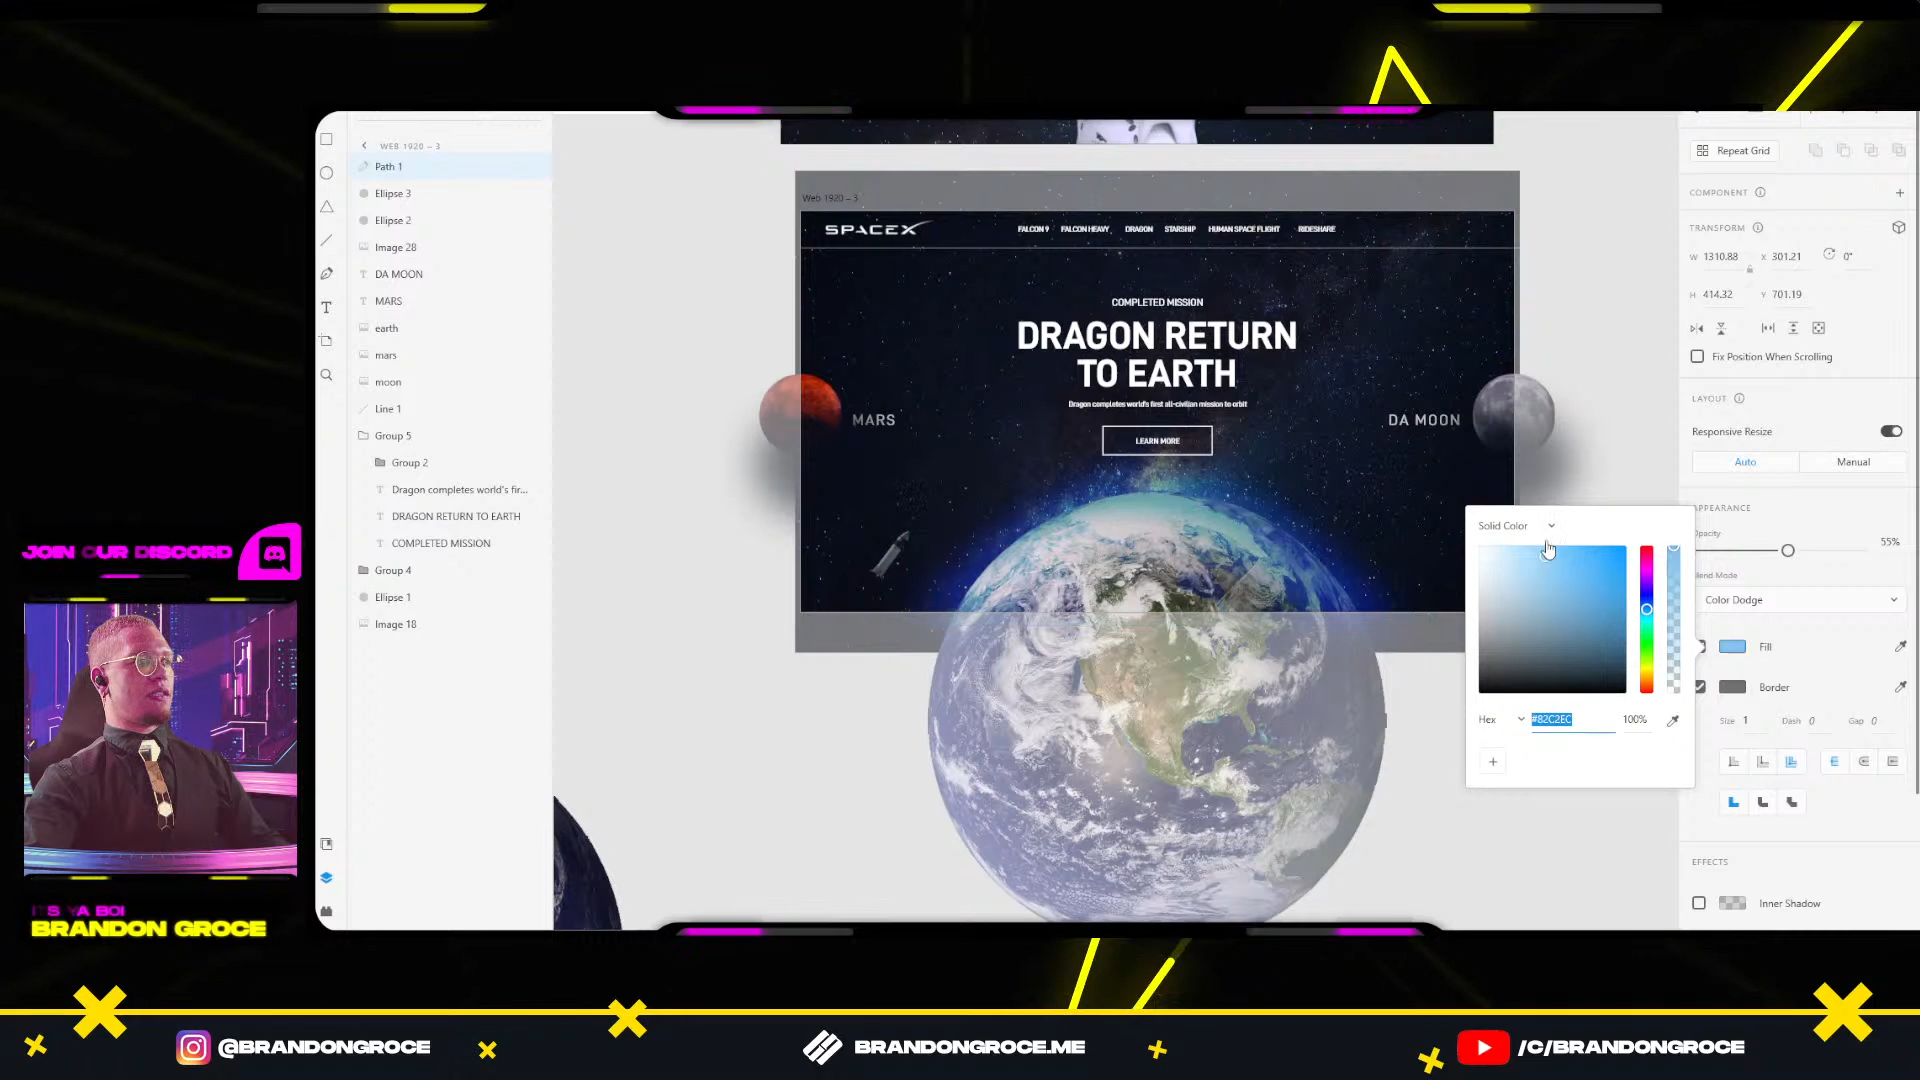 WEB 1920 – 3
Path 1
Ellipse 3
Ellipse 2
Image 28
DA MOON
MARS
earth
mars
moon
Line 1
Group 5
Group 2
Dragon completes world's fir...
DRAGON RETURN TO EARTH
COMPLETED MISSION
Group 4
Ellipse 1
Image 18
Web 1920 – 3
SPACEX
FALCON 9
FALCON HEAVY
DRAGON
STARSHIP
HUMAN SPACE FLIGHT
RIDESHARE
COMPLETED MISSION
DRAGON RETURN
TO EARTH
Dragon completes world's first all-civilian mission to orbit
LEARN MORE
MARS
DA MOON
Solid Color
Hex
#82C2EC
100%
Repeat Grid
COMPONENT
TRANSFORM
W 1310.88 X 301.21 0°
H 414.32 Y 701.19
Fix Position When Scrolling
LAYOUT
Responsive Resize
Auto
Manual
APPEARANCE
Opacity
55%
Blend Mode
Color Dodge
Fill
Border
Size 1 Dash 0 Gap 0
EFFECTS
Inner Shadow
JOIN OUR DISCORD
ITS YA BOI
BRANDON GROCE
@BRANDONGROCE
BRANDONGROCE.ME
/C/BRANDONGROCE